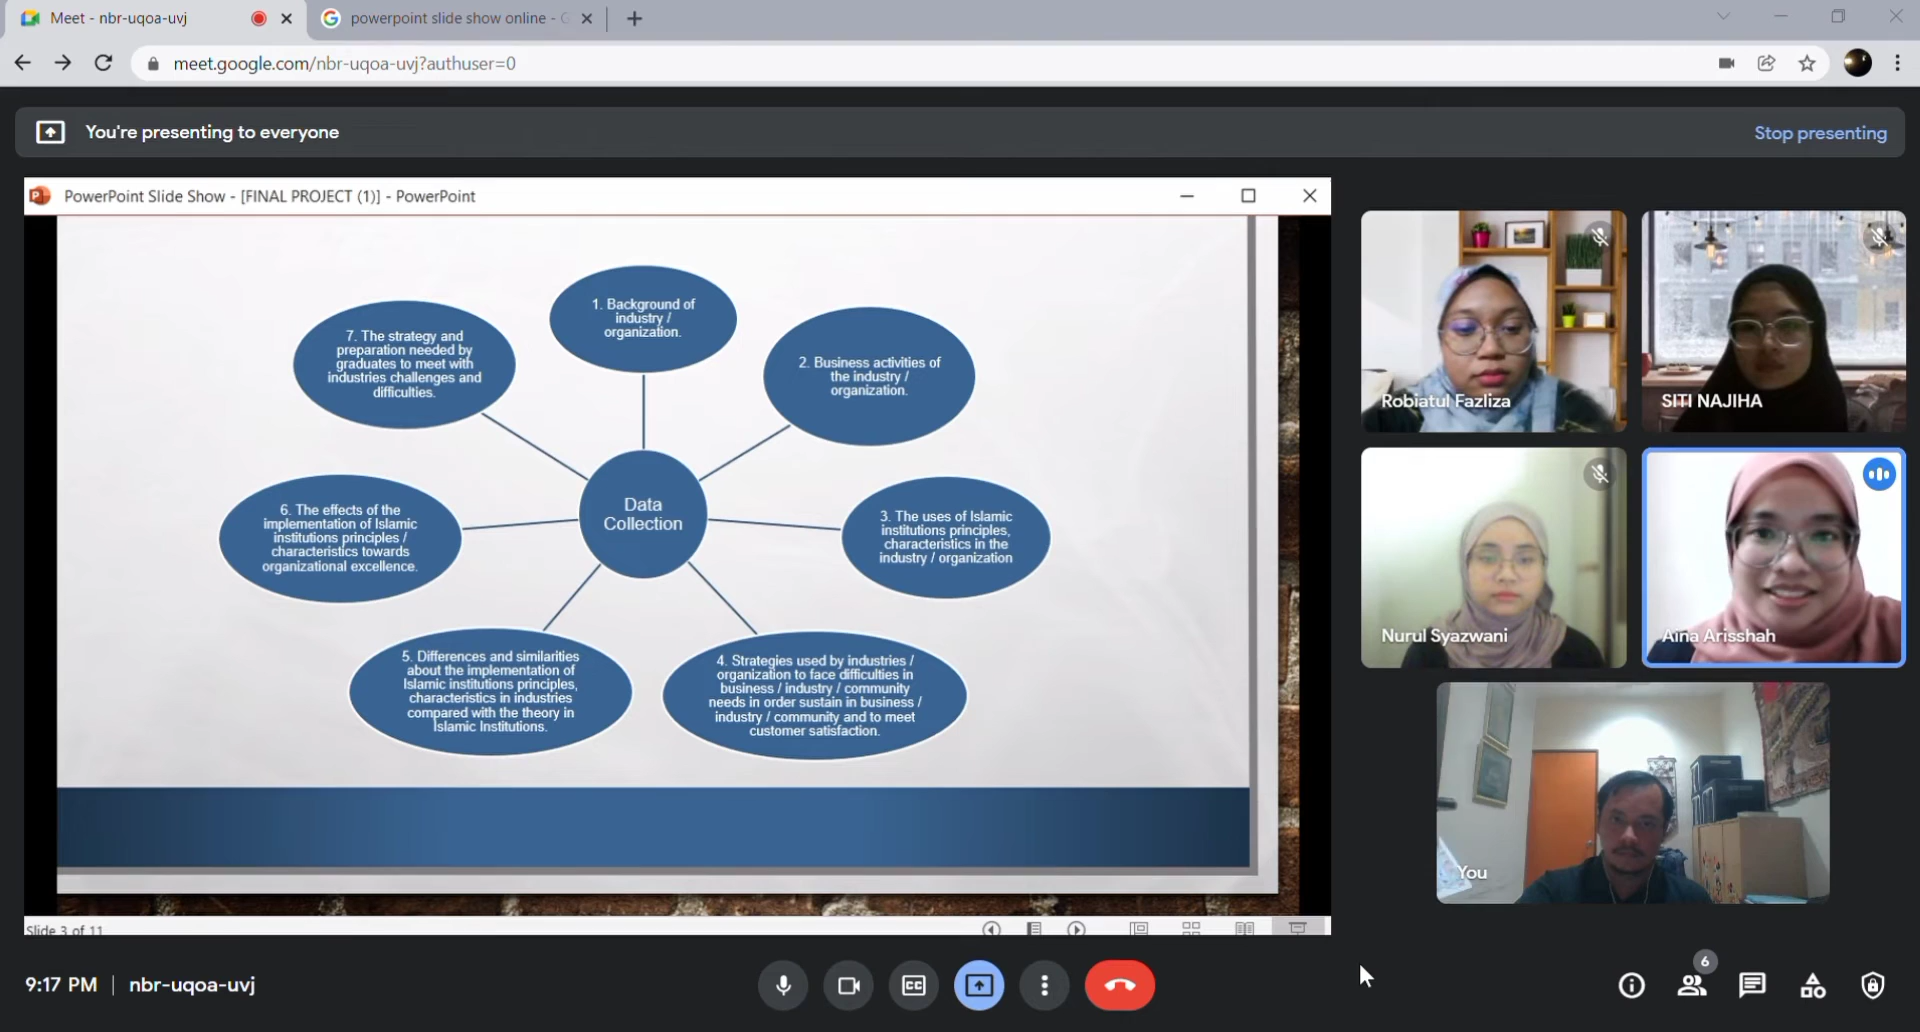 Meet - nbr-uqoa-uvj
powerpoint slide show online - G
meet.google.com/nbr-uqoa-uvj?authuser=0
You're presenting to everyone
Stop presenting
PowerPoint Slide Show - [FINAL PROJECT (1)] - PowerPoint
1. Background of
industry /
organization.
2. Business activities of
the industry /
organization.
3. The uses of Islamic
institutions principles,
characteristics in the
industry / organization
4. Strategies used by industries /
organization to face difficulties in
business / industry / community
needs in order sustain in business /
industry / community and to meet
customer satisfaction.
5. Differences and similarities
about the implementation of
Islamic institutions principles,
characteristics in industries
compared with the theory in
Islamic Institutions.
6. The effects of the
implementation of Islamic
institutions principles /
characteristics towards
organizational excellence.
7. The strategy and
preparation needed by
graduates to meet with
industries challenges and
difficulties.
Data
Collection
Slide 3 of 11
Robiatul Fazliza
SITI NAJIHA
Nurul Syazwani
Aina Arisshah
You
9:17 PM | nbr-uqoa-uvj
CC
6